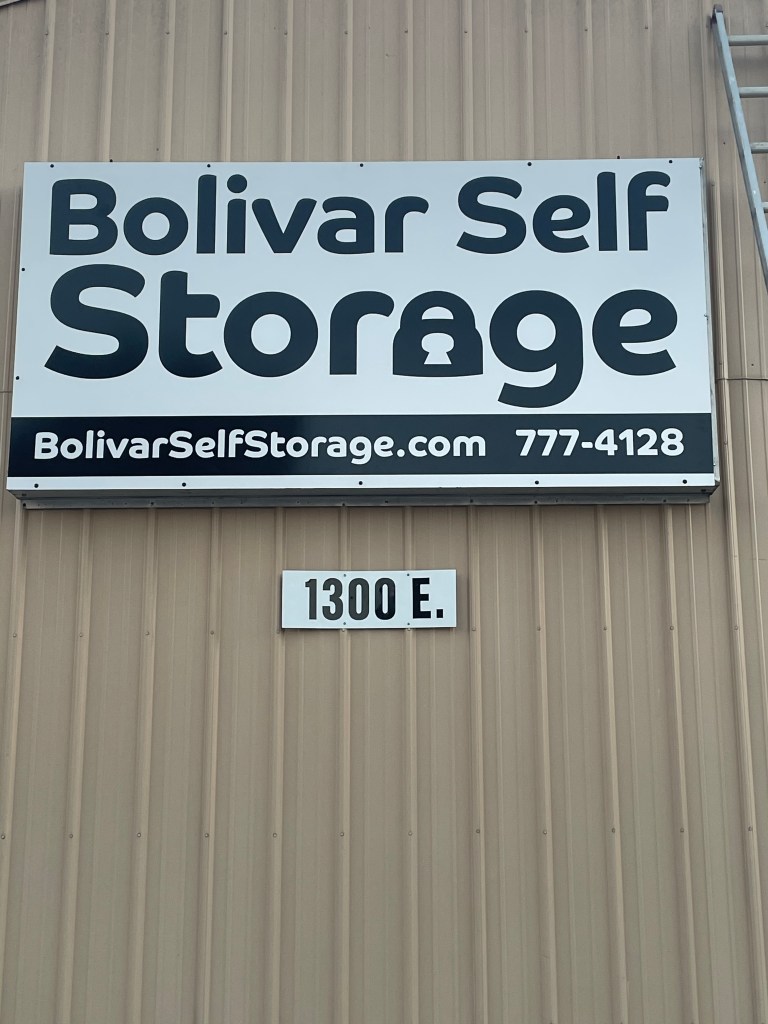 Bolivar Self
Storage
BolivarSelfStorage.com 777-4128
1300 E.